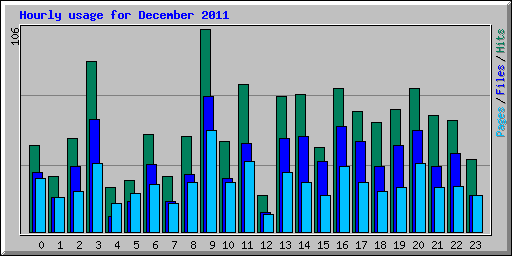 Hourly usage for December 2011
106
Pages / Files / Hits
0 1 2 3 4 5 6 7 8 9 10 11 12 13 14 15 16 17 18 19 20 21 22 23